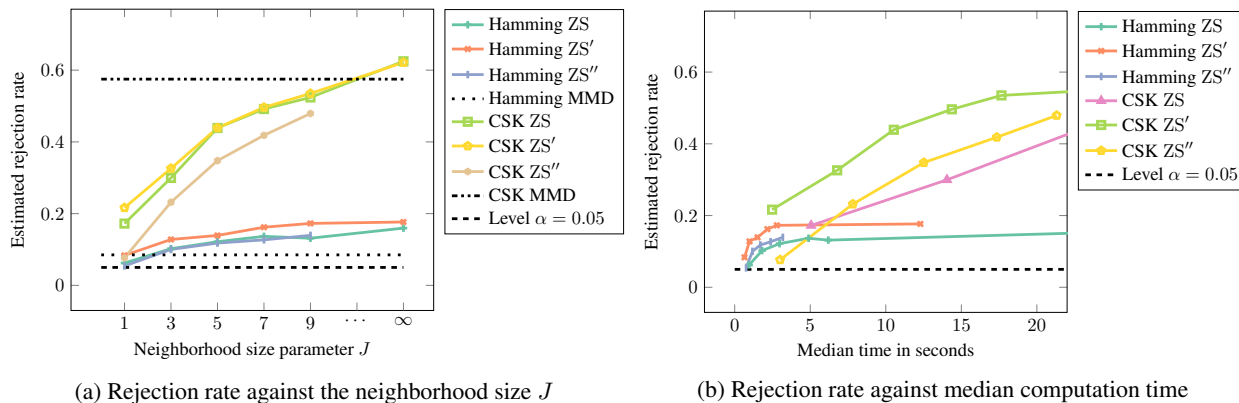 0
0.2
0.4
0.6
Estimated rejection rate
1 3 5 7 9 ⋯ ∞
Neighborhood size parameter J
Hamming ZS
Hamming ZS′
Hamming ZS′′
Hamming MMD
CSK ZS
CSK ZS′
CSK ZS′′
CSK MMD
Level α = 0.05
(a) Rejection rate against the neighborhood size J
0
0.2
0.4
0.6
Estimated rejection rate
0 5 10 15 20
Median time in seconds
Hamming ZS
Hamming ZS′
Hamming ZS′′
CSK ZS
CSK ZS′
CSK ZS′′
Level α = 0.05
(b) Rejection rate against median computation time